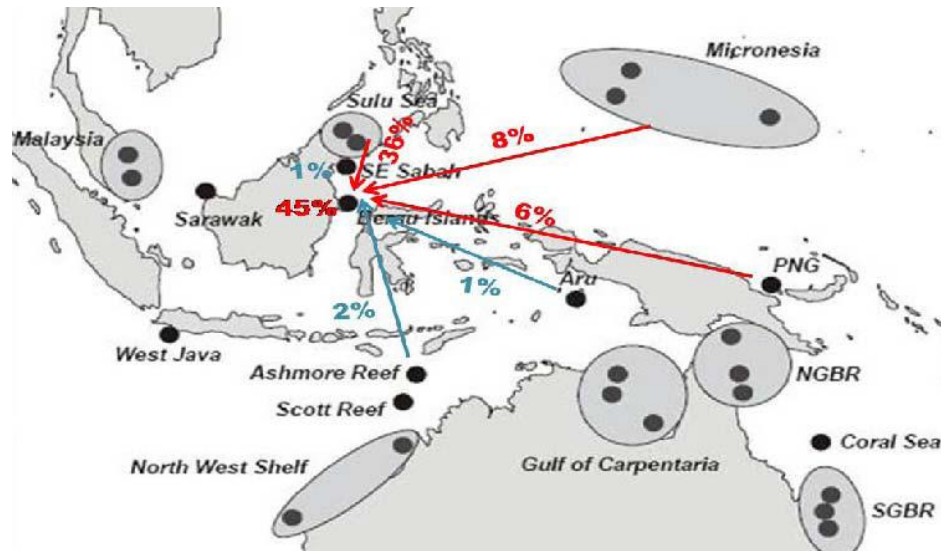 Micronesia
Sulu Sea
Malaysia
36%
8%
1%
SE Sabah
45%
Sarawak
Berau Islands
6%
PNG
Aru
1%
2%
West Java
Ashmore Reef
NGBR
Scott Reef
Coral Sea
North West Shelf
Gulf of Carpentaria
SGBR